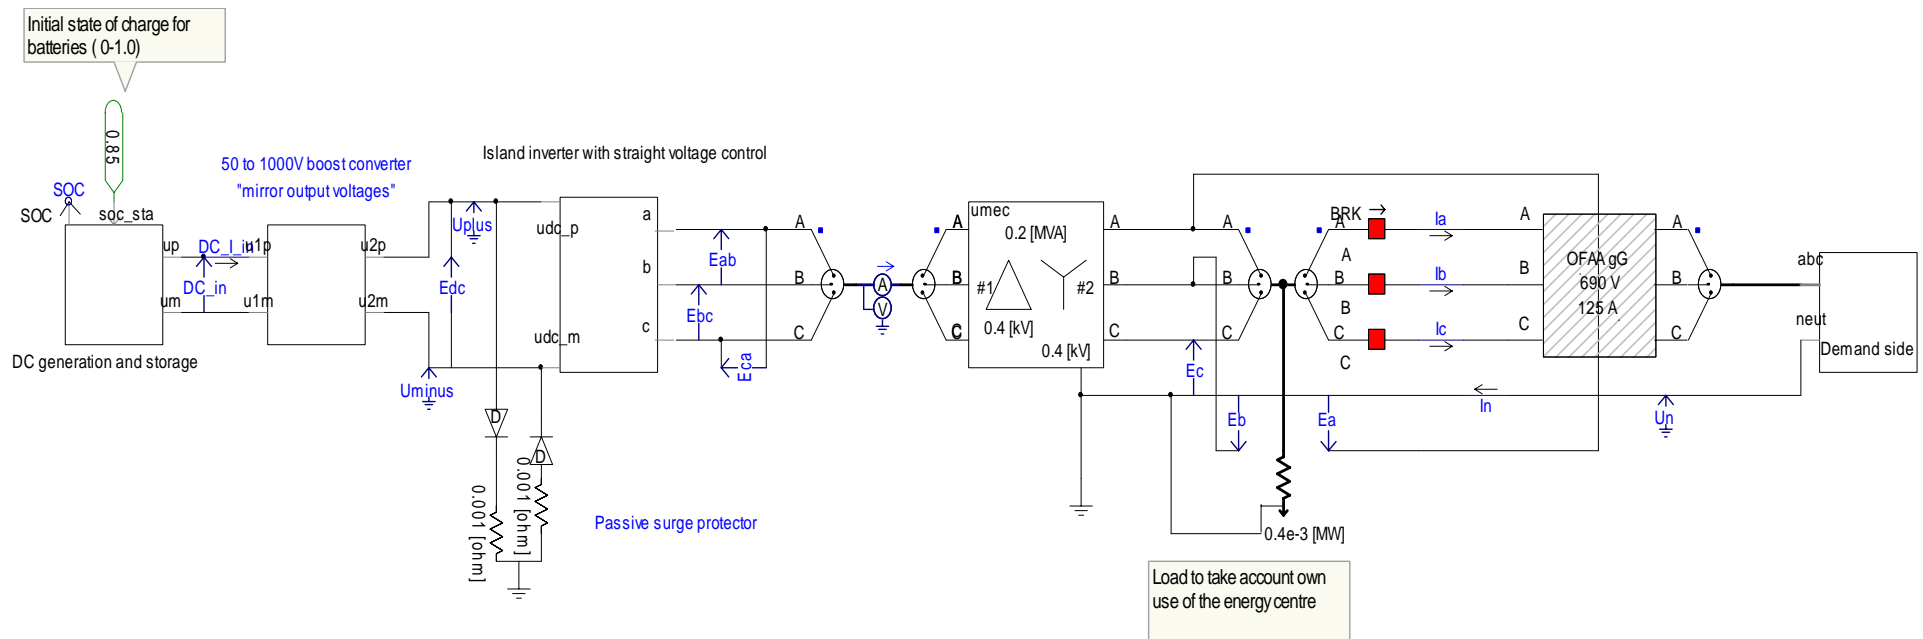 Initial state of charge for
batteries ( 0-1.0)
0.85
SOC
SOC
soc_sta
up
um
DC_I_in
DC_in
DC generation and storage
50 to 1000V boost converter
"mirror output voltages"
u1p
u1m
u2p
u2m
Edc
Uplus
Uminus
Island inverter with straight voltage control
udc_p
udc_m
a
b
c
D
D
0.001 [ohm]
0.001 [ohm]
Passive surge protector
Eab
Ebc
Eca
A
B
C
A
V
A
B
C
umec
0.2 [MVA]
#1
#2
0.4 [kV]
0.4 [kV]
A
B
C
A
B
C
Ec
Eb
Ea
0.4e-3 [MW]
Load to take account own
use of the energy centre
BRK
A
A
B
B
C
C
Ia
Ib
Ic
In
Un
A
B
C
OFAA gG
690 V
125 A
A
B
C
abc
neut
Demand side